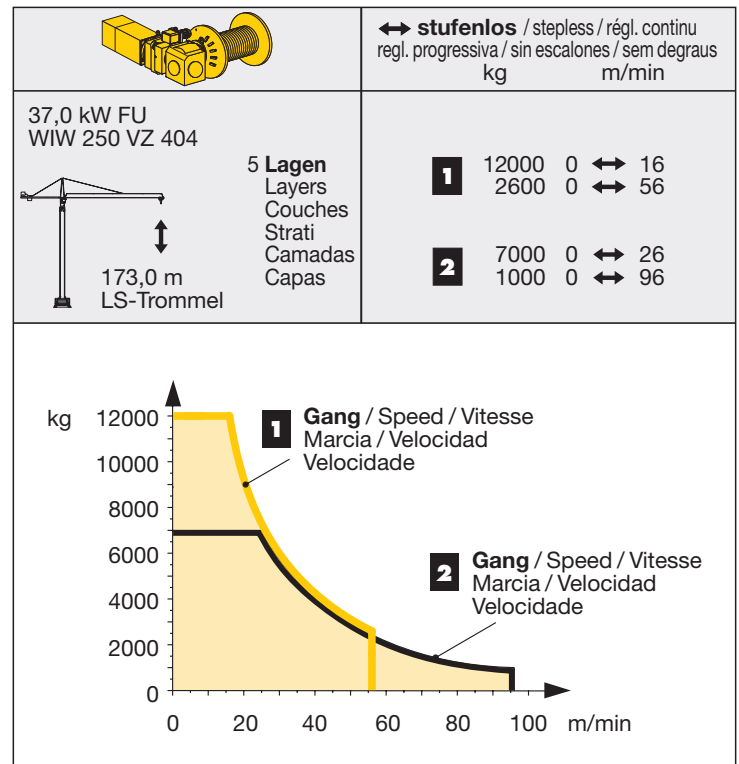 ↔ stufenlos / stepless / régl. continu
regl. progressiva / sin escalones / sem degraus
kg m/min
37,0 kW FU
WIW 250 VZ 404
5 Lagen
Layers
Couches
Strati
Camadas
Capas
173,0 m
LS-Trommel
1 12000 0 ↔ 16
2600 0 ↔ 56
2 7000 0 ↔ 26
1000 0 ↔ 96
kg
12000
10000
8000
6000
4000
2000
0
1 Gang / Speed / Vitesse
Marcia / Velocidad
Velocidade
2 Gang / Speed / Vitesse
Marcia / Velocidad
Velocidade
0 20 40 60 80 100 m/min